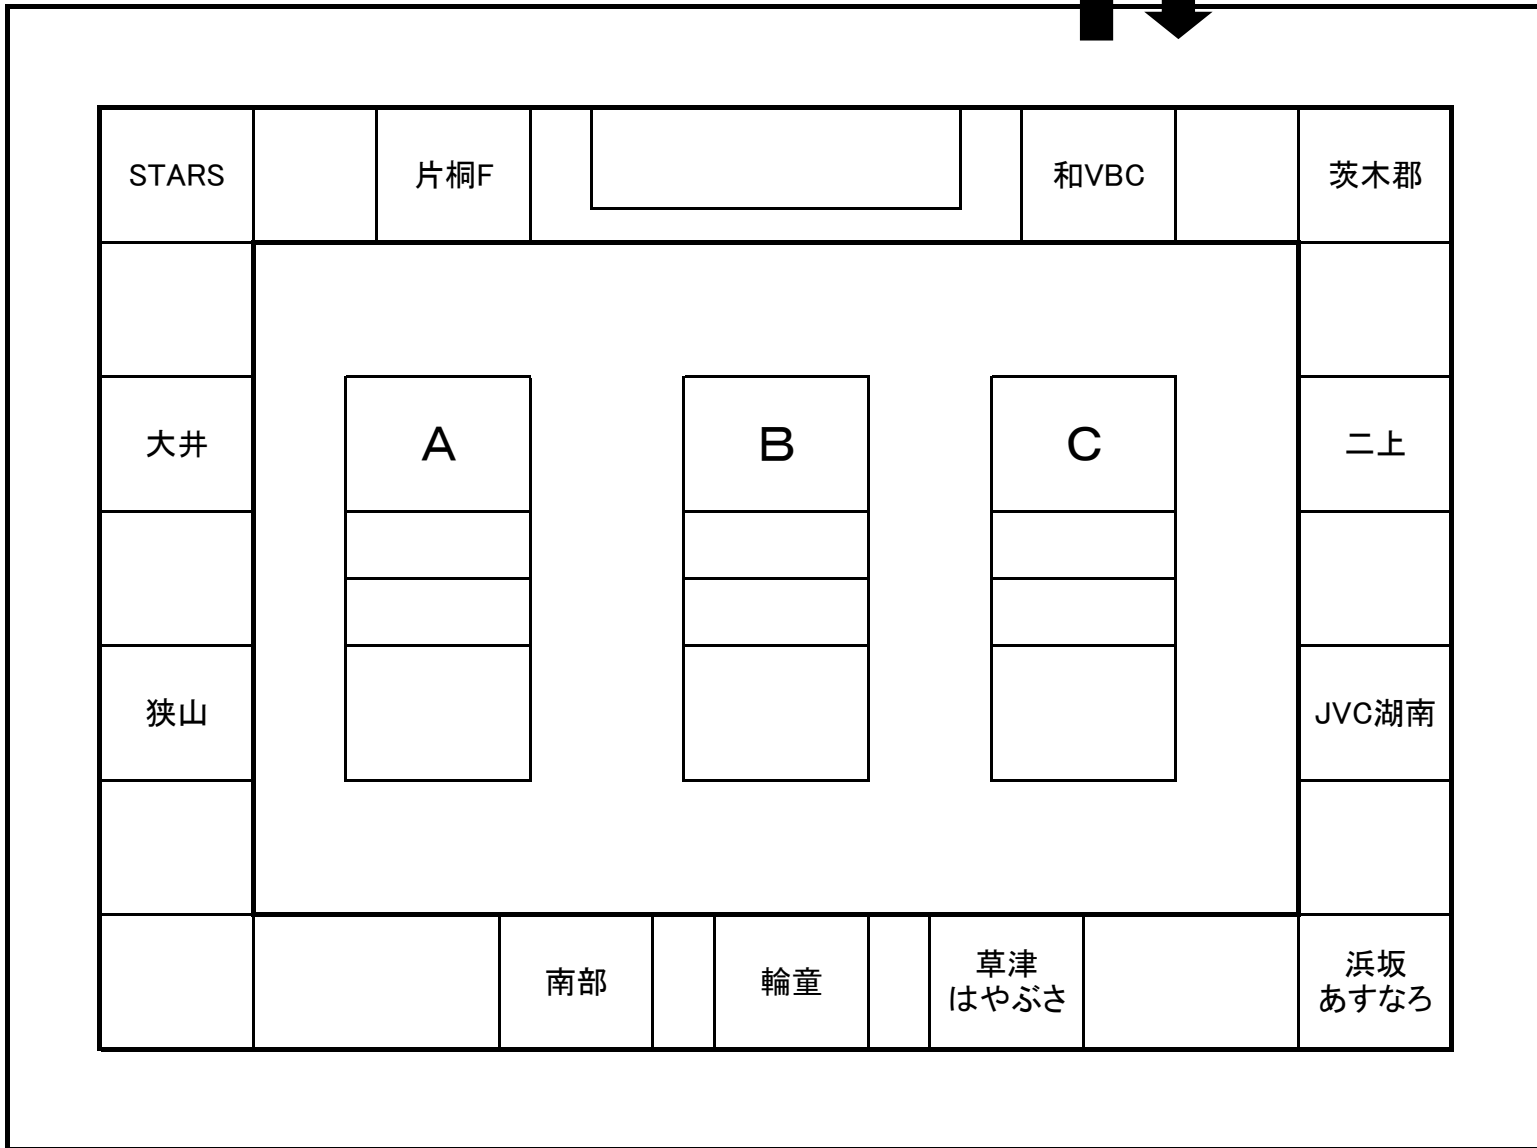 STARS
片桐F
和VBC
茨木郡
大井
A
B
C
二上
狭山
JVC湖南
南部
輪童
草津
はやぶさ
浜坂
あすなろ